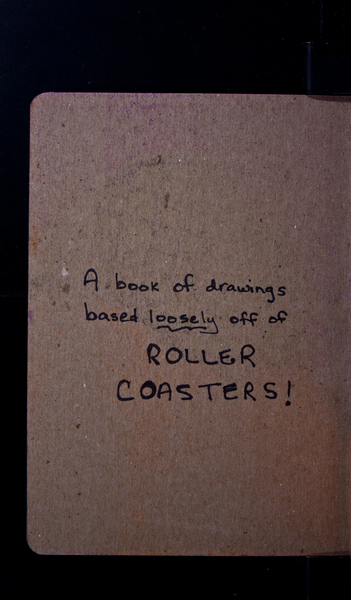 A book of drawings
based loosely off of
ROLLER
COASTERS!